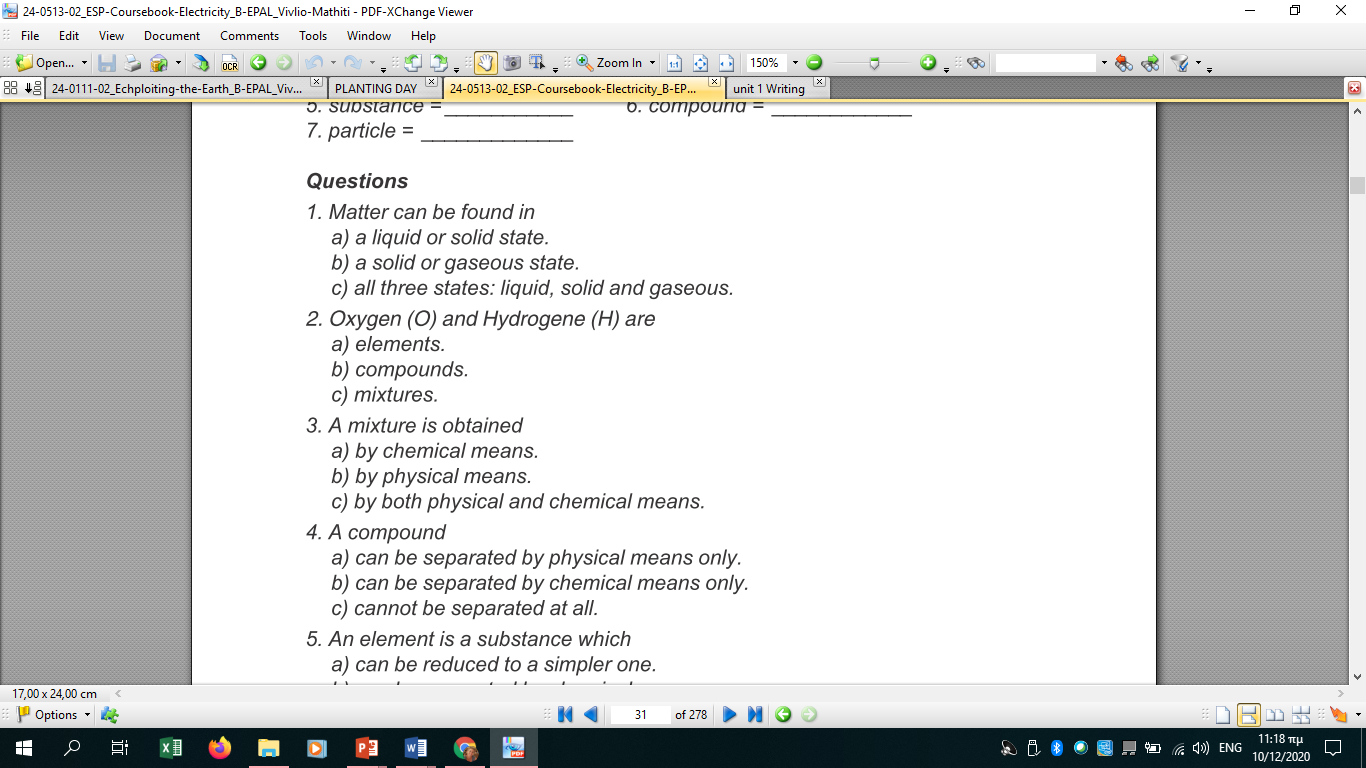 24-0513-02_ESP-Coursebook-Electricity_B-EPAL_Vivlio-Mathiti - PDF-XChange Viewer
File Edit View Document Comments Tools Window Help
Open... OCR Zoom In 1:1 150%
24-0111-02_Echploiting-the-Earth_B-EPAL_Viv... PLANTING DAY 24-0513-02_ESP-Coursebook-Electricity_B-EP... unit 1 Writing
5. substance = ___________ 6. compound = ____________
7. particle = _____________
Questions
1. Matter can be found in
a) a liquid or solid state.
b) a solid or gaseous state.
c) all three states: liquid, solid and gaseous.
2. Oxygen (O) and Hydrogene (H) are
a) elements.
b) compounds.
c) mixtures.
3. A mixture is obtained
a) by chemical means.
b) by physical means.
c) by both physical and chemical means.
4. A compound
a) can be separated by physical means only.
b) can be separated by chemical means only.
c) cannot be separated at all.
5. An element is a substance which
a) can be reduced to a simpler one.
17,00 x 24,00 cm
Options 31 of 278
ENG 11:18 πμ
10/12/2020